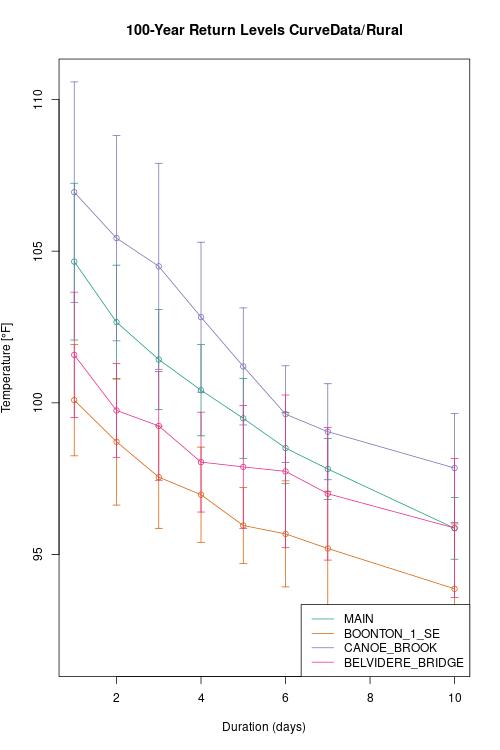 100-Year Return Levels CurveData/Rural
Temperature [°F]
110
105
100
95
MAIN
BOONTON_1_SE
CANOE_BROOK
BELVIDERE_BRIDGE
2 4 6 8 10
Duration (days)